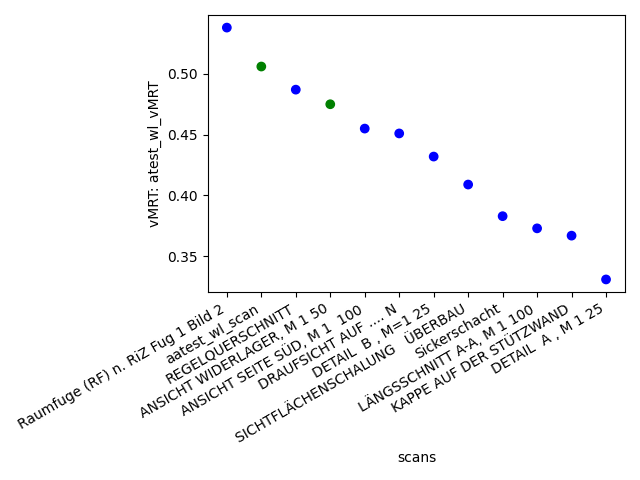 0.50
0.45
0.40
0.35
vMRT: atest_wl_vMRT
Raumfuge (RF) n. RiZ Fug 1 Bild 2
aatest_wl_scan
REGELQUERSCHNITT
ANSICHT WIDERLAGER, M 1 50
ANSICHT SEITE SÜD, M 1  100
DRAUFSICHT AUF .... N
DETAIL  B , M=1 25
SICHTFLÄCHENSCHALUNG   ÜBERBAU
Sickerschacht
LÄNGSSCHNITT A-A, M 1 100
KAPPE AUF DER STÜTZWAND
DETAIL  A , M 1 25
scans